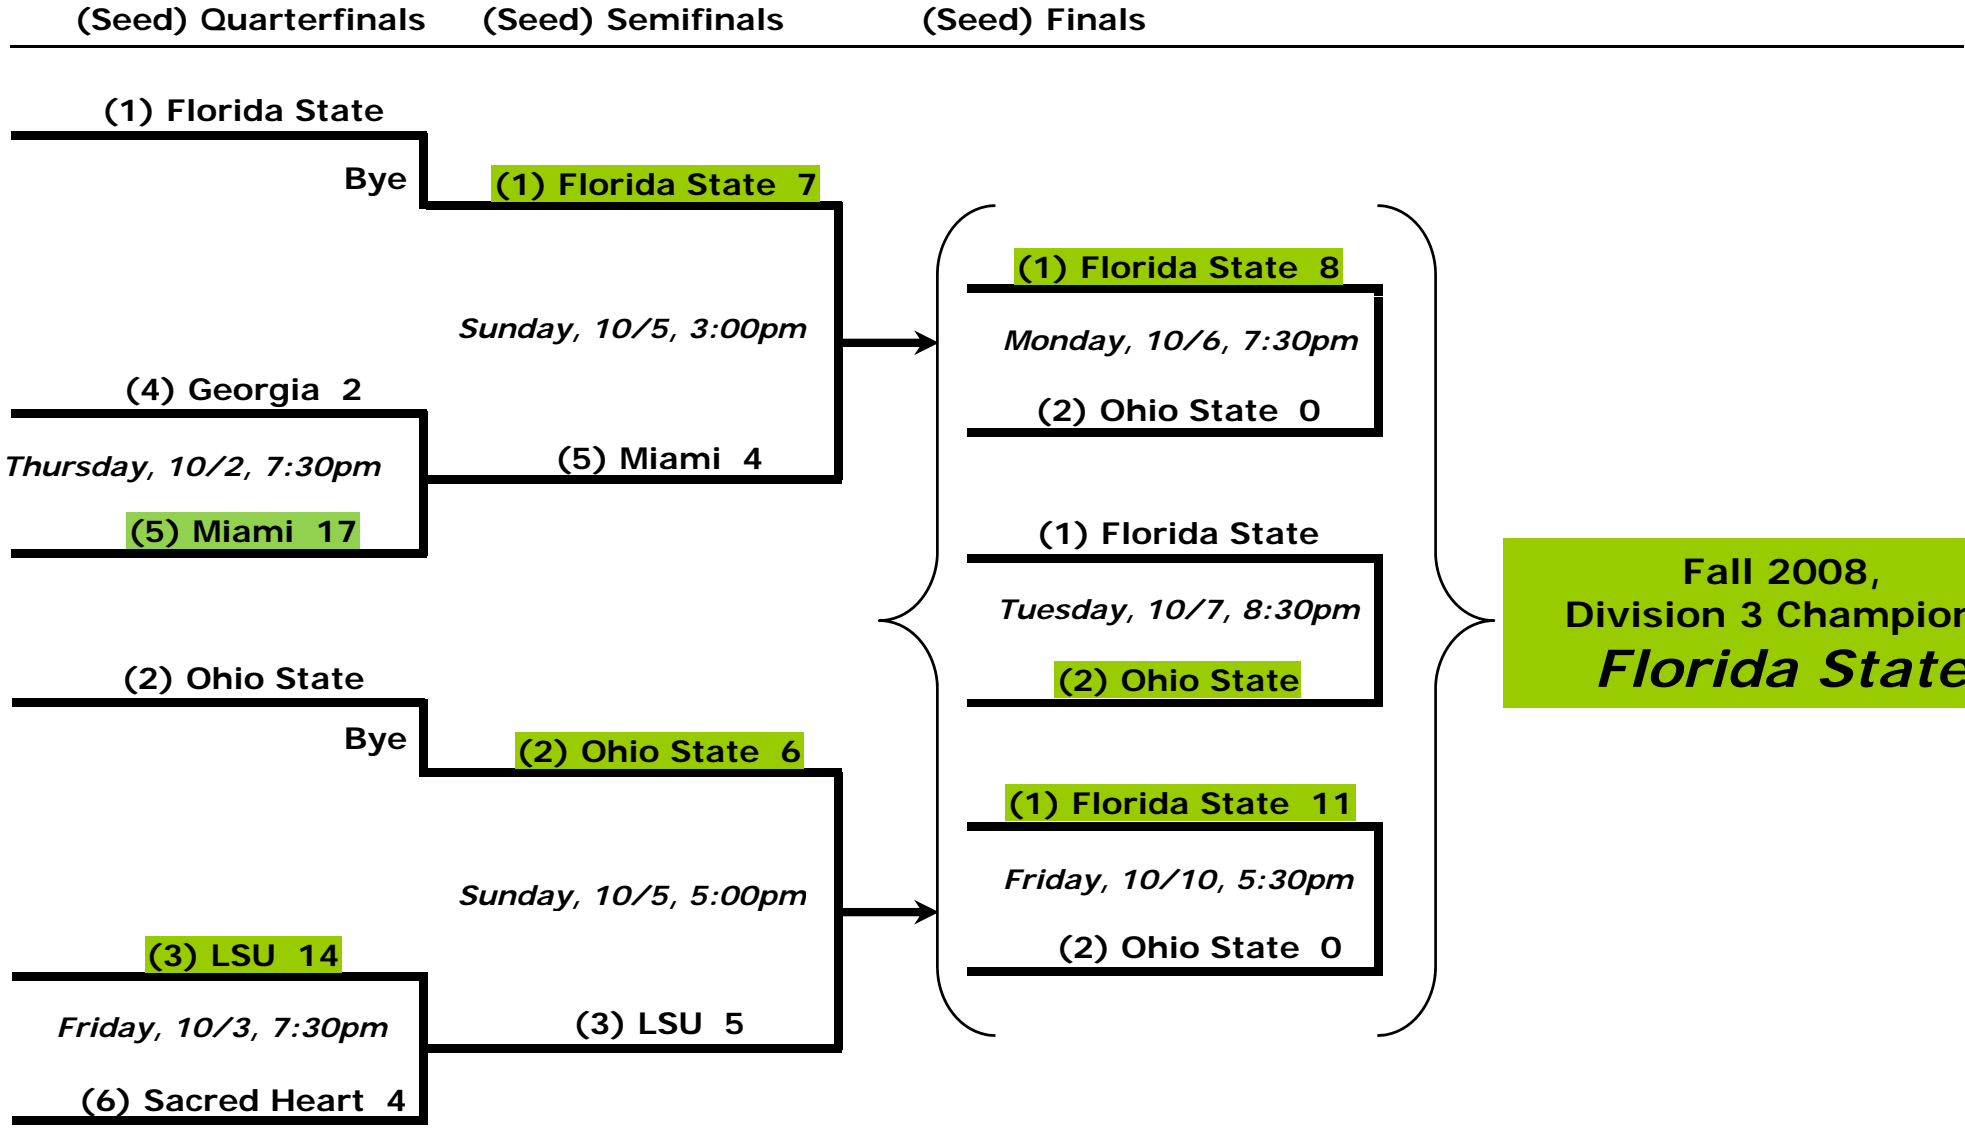 (Seed) Quarterfinals (Seed) Semifinals (Seed) Finals
(1) Florida State
Bye
(1) Florida State 7
Sunday, 10/5, 3:00pm
(4) Georgia 2
Thursday, 10/2, 7:30pm
(5) Miami 17
(5) Miami 4
(2) Ohio State
Bye
(2) Ohio State 6
Sunday, 10/5, 5:00pm
(3) LSU 14
Friday, 10/3, 7:30pm
(6) Sacred Heart 4
(3) LSU 5
(1) Florida State 8
Monday, 10/6, 7:30pm
(2) Ohio State 0
(1) Florida State
Tuesday, 10/7, 8:30pm
(2) Ohio State
(1) Florida State 11
Friday, 10/10, 5:30pm
(2) Ohio State 0
Fall 2008,
Division 3 Champion
Florida State